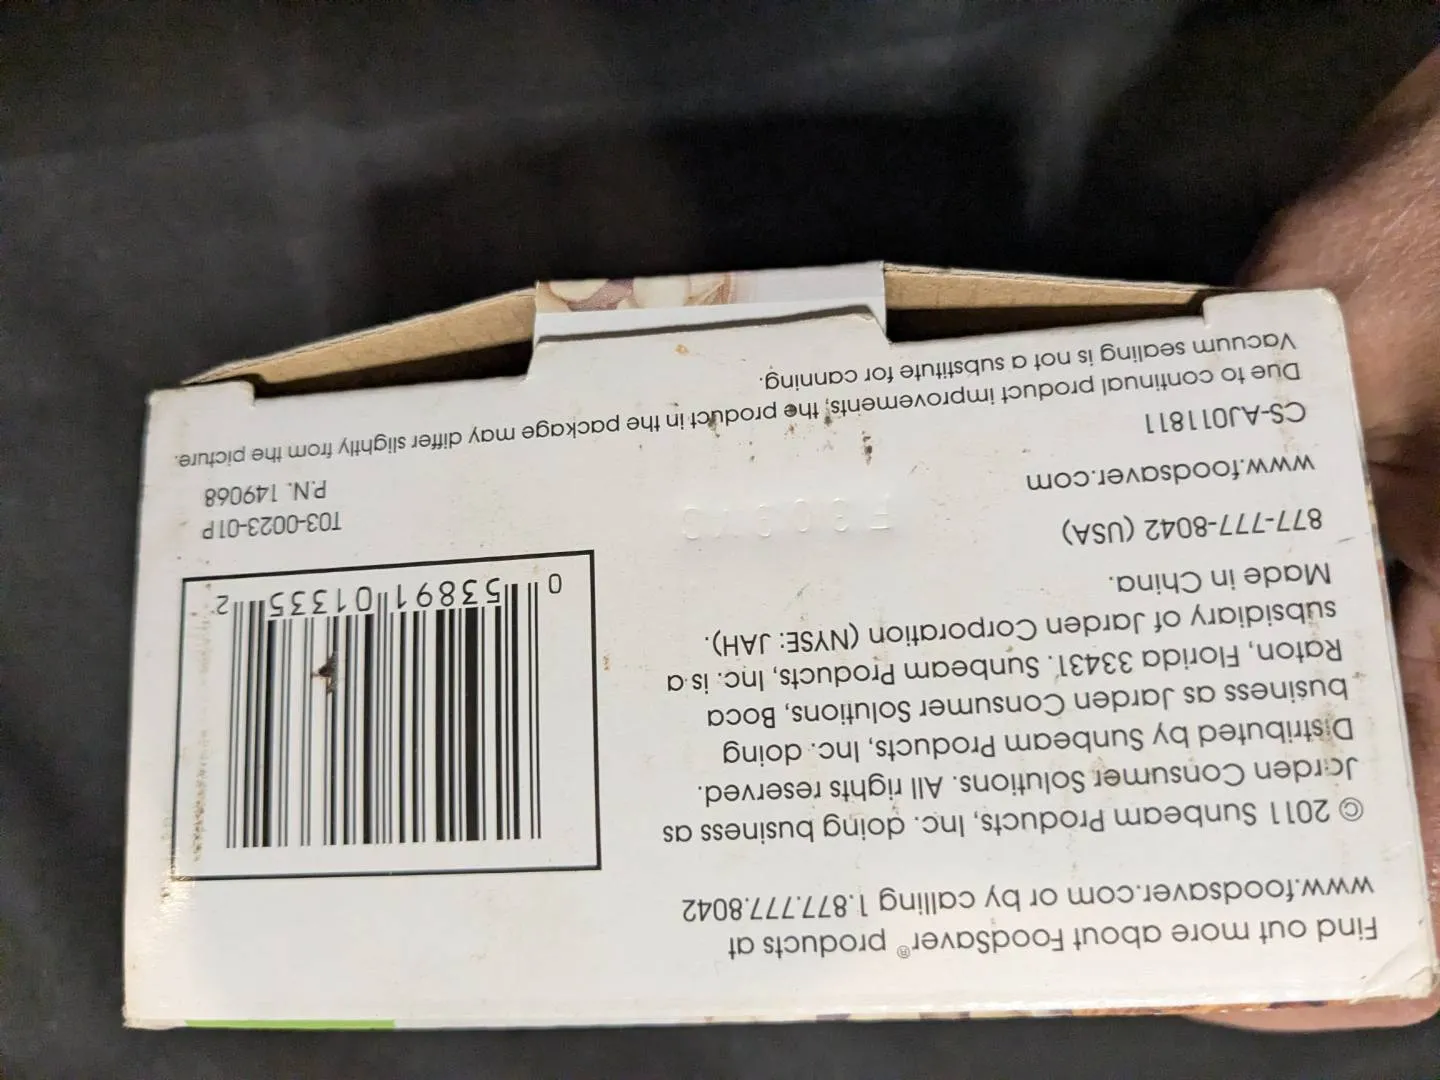 Find out more about FoodSaver® products at
www.foodsaver.com or by calling 1.877.777.8042
© 2011 Sunbeam Products, Inc. doing business as
Jarden Consumer Solutions. All rights reserved.
Distributed by Sunbeam Products, Inc. doing
business as Jarden Consumer Solutions, Boca
Raton, Florida 33431. Sunbeam Products, Inc. is a
subsidiary of Jarden Corporation (NYSE: JAH).
Made in China.
877-777-8042 (USA)
www.foodsaver.com
CS-AJ011811
0 53891 01335 2
T03-0023-01P
P.N. 149068
Due to continual product improvements, the product in the package may differ slightly from the picture.
Vacuum sealing is not a substitute for canning.